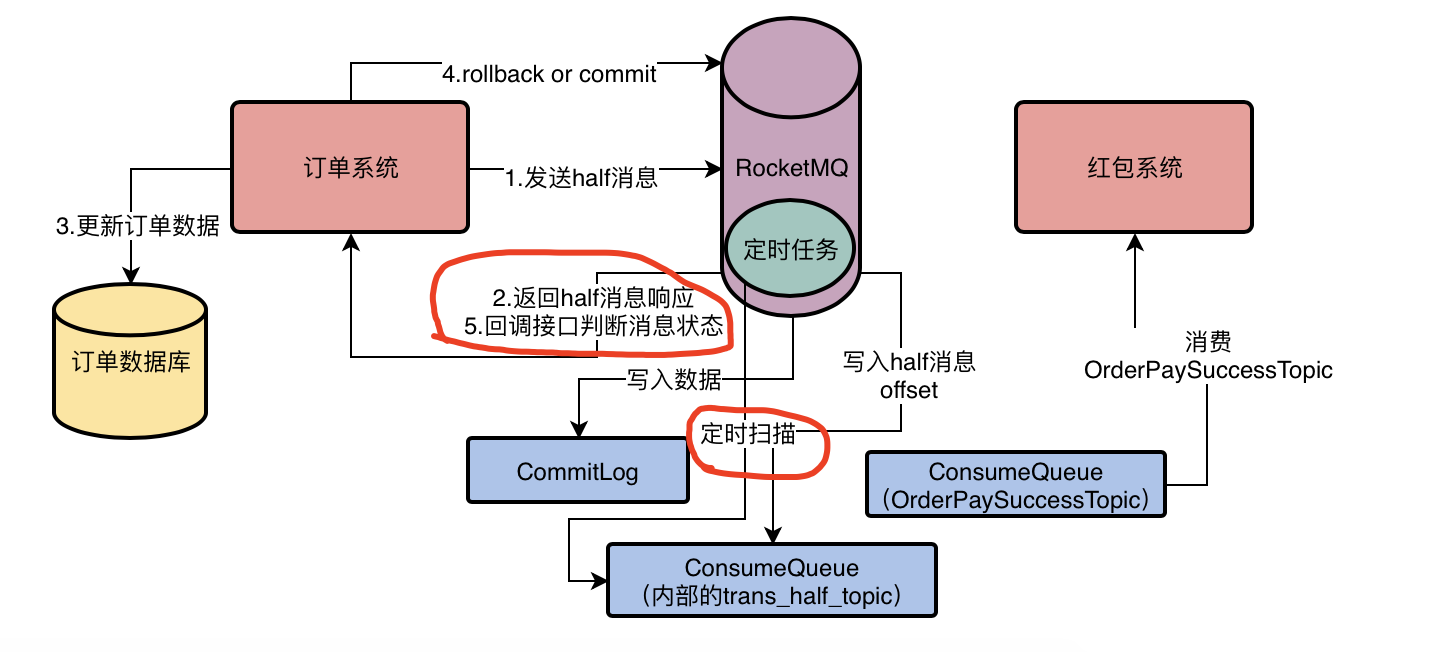 4.rollback or commit
订单系统
1.发送half消息
RocketMQ
红包系统
3.更新订单数据
定时任务
2.返回half消息响应
5.回调接口判断消息状态
订单数据库
写入数据
写入half消息
offset
消费
OrderPaySuccessTopic
定时扫描
CommitLog
ConsumeQueue
（OrderPaySuccessTopic）
ConsumeQueue
（内部的trans_half_topic）